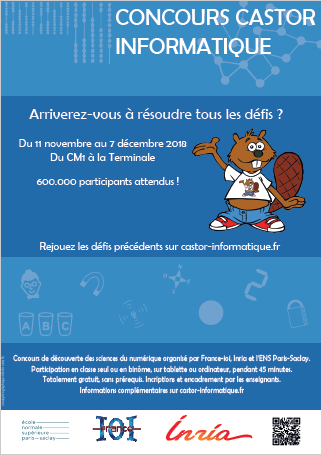 CONCOURS CASTOR
INFORMATIQUE
Arriverez-vous à résoudre tous les défis ?
Du 11 novembre au 7 décembre 2018
Du CM1 à la Terminale
600.000 participants attendus !
Rejouez les défis précédents sur castor-informatique.fr
A B C
Concours de découverte des sciences du numérique organisé par France-ioi, Inria et l'ENS Paris-Saclay.
Participation en classe seul ou en binôme, sur tablette ou ordinateur, pendant 45 minutes.
Totalement gratuit, sans prérequis. Incriptions et encadrement par les enseignants.
Informations complémentaires sur castor-informatique.fr
école
normale
supérieure
paris-saclay
France
IOI
Inria